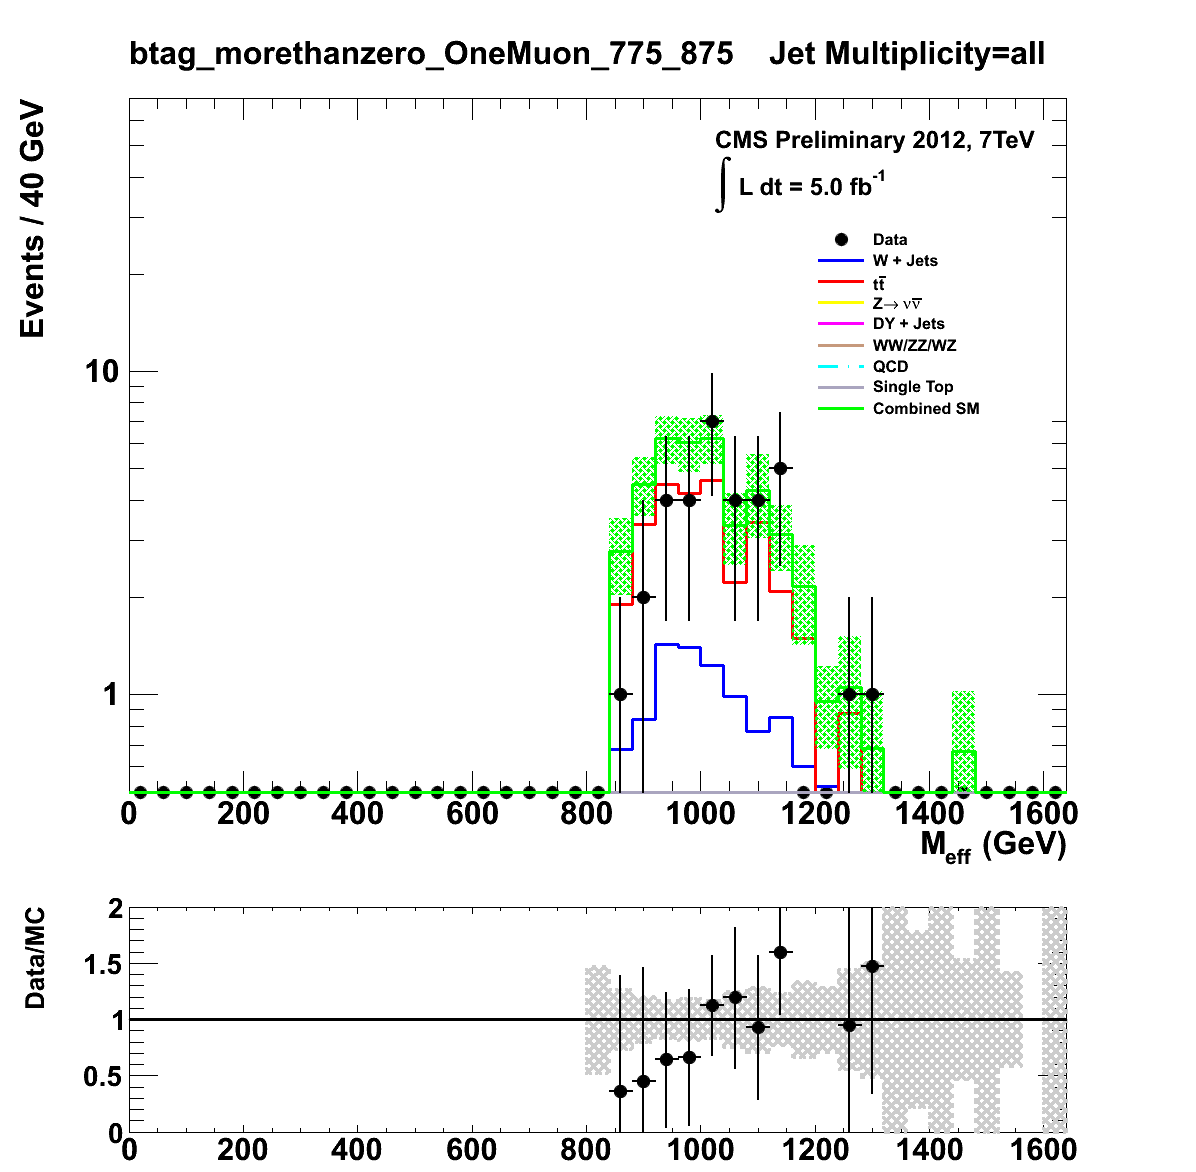 btag_morethanzero_OneMuon_775_875 Jet Multiplicity=all
Events / 40 GeV
CMS Preliminary 2012, 7TeV
∫ L dt = 5.0 fb⁻¹
Data
W + Jets
tt̅
Z→ νν̅
DY + Jets
WW/ZZ/WZ
QCD
Single Top
Combined SM
10
1
0 200 400 600 800 1000 1200 1400 1600
M_eff (GeV)
Data/MC
2
1.5
1
0.5
0
0 200 400 600 800 1000 1200 1400 1600